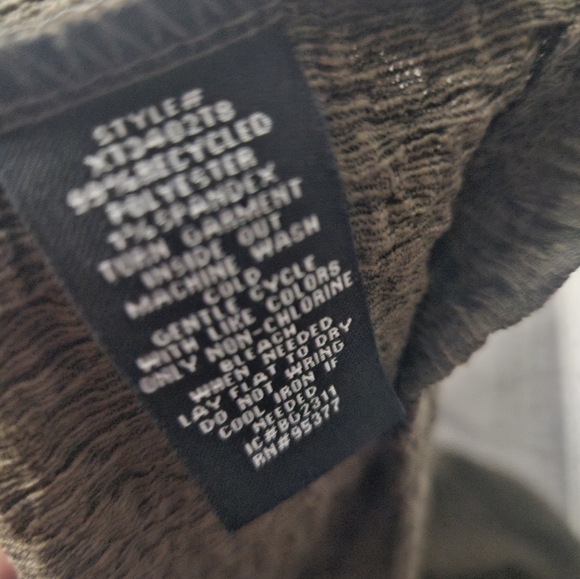 STYLE#
XT3402T8
99%RECYCLED
POLYESTER
1%SPANDEX
TURN GARMENT
INSIDE OUT
MACHINE WASH
COLD
GENTLE CYCLE
WITH LIKE COLORS
ONLY NON-CHLORINE
BLEACH
WHEN NEEDED
LAY FLAT TO DRY
DO NOT WRING
COOL IRON IF
NEEDED
IC#BG2311
RN#95377